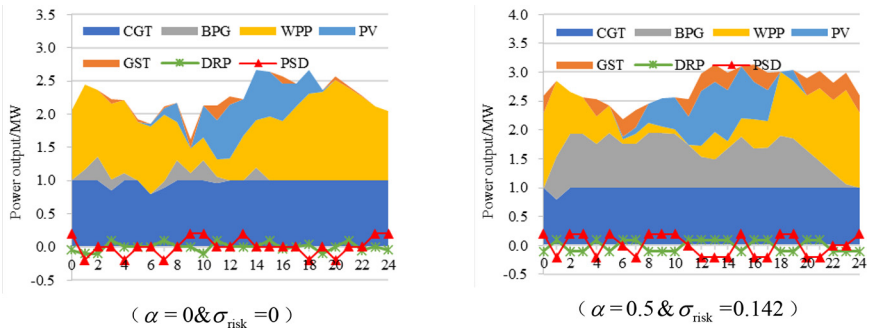 3.5
3.0
CGT BPG WPP PV
2.5
GST DRP PSD
2.0
1.5
1.0
0.5
0.0
0 2 4 6 8 10 12 14 16 18 20 22 24
-0.5
Power output/MW
( α = 0 & σrisk = 0 )
4.0
3.5
CGT BPG WPP PV
3.0
GST DRP PSD
2.5
2.0
1.5
1.0
0.5
0.0
0 2 4 6 8 10 12 14 16 18 20 22 24
-0.5
Power output/MW
( α = 0.5 & σrisk = 0.142 )